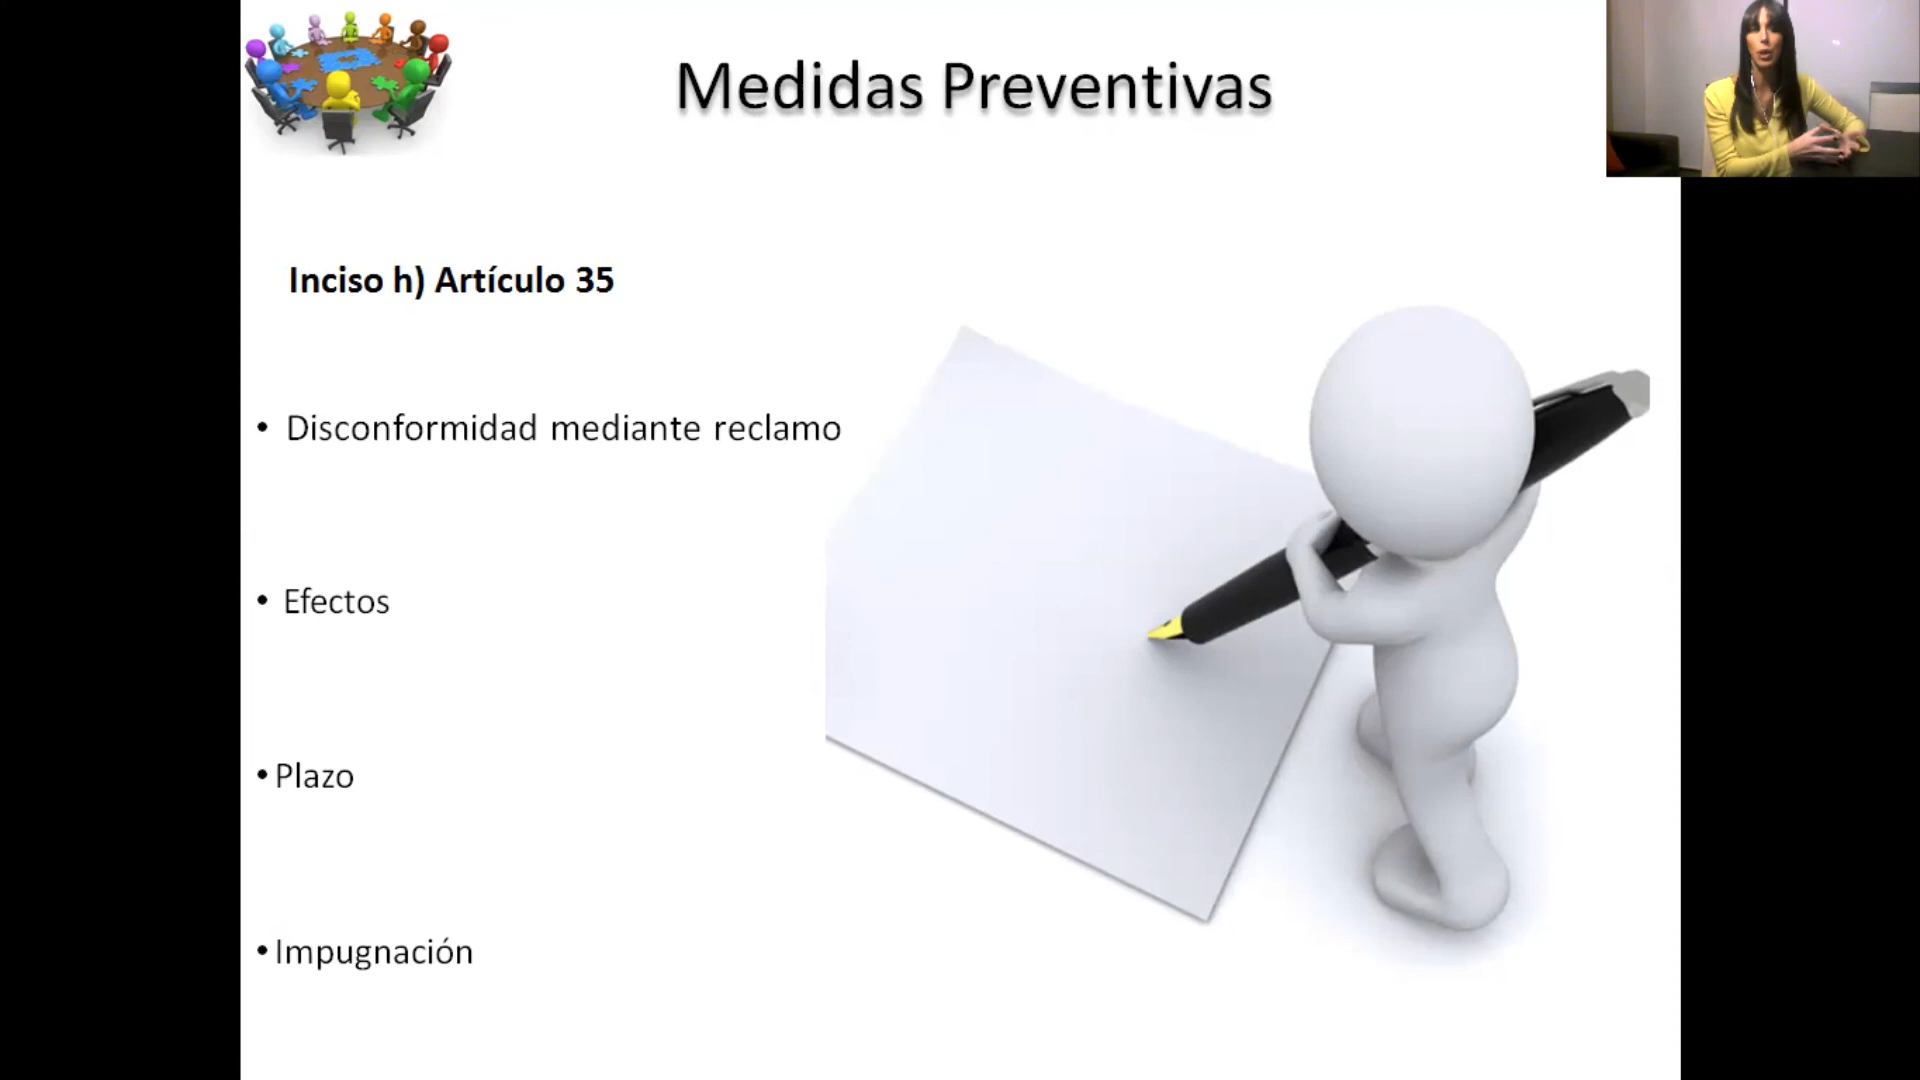 Medidas Preventivas
Inciso h) Artículo 35
• Disconformidad mediante reclamo
• Efectos
• Plazo
• Impugnación